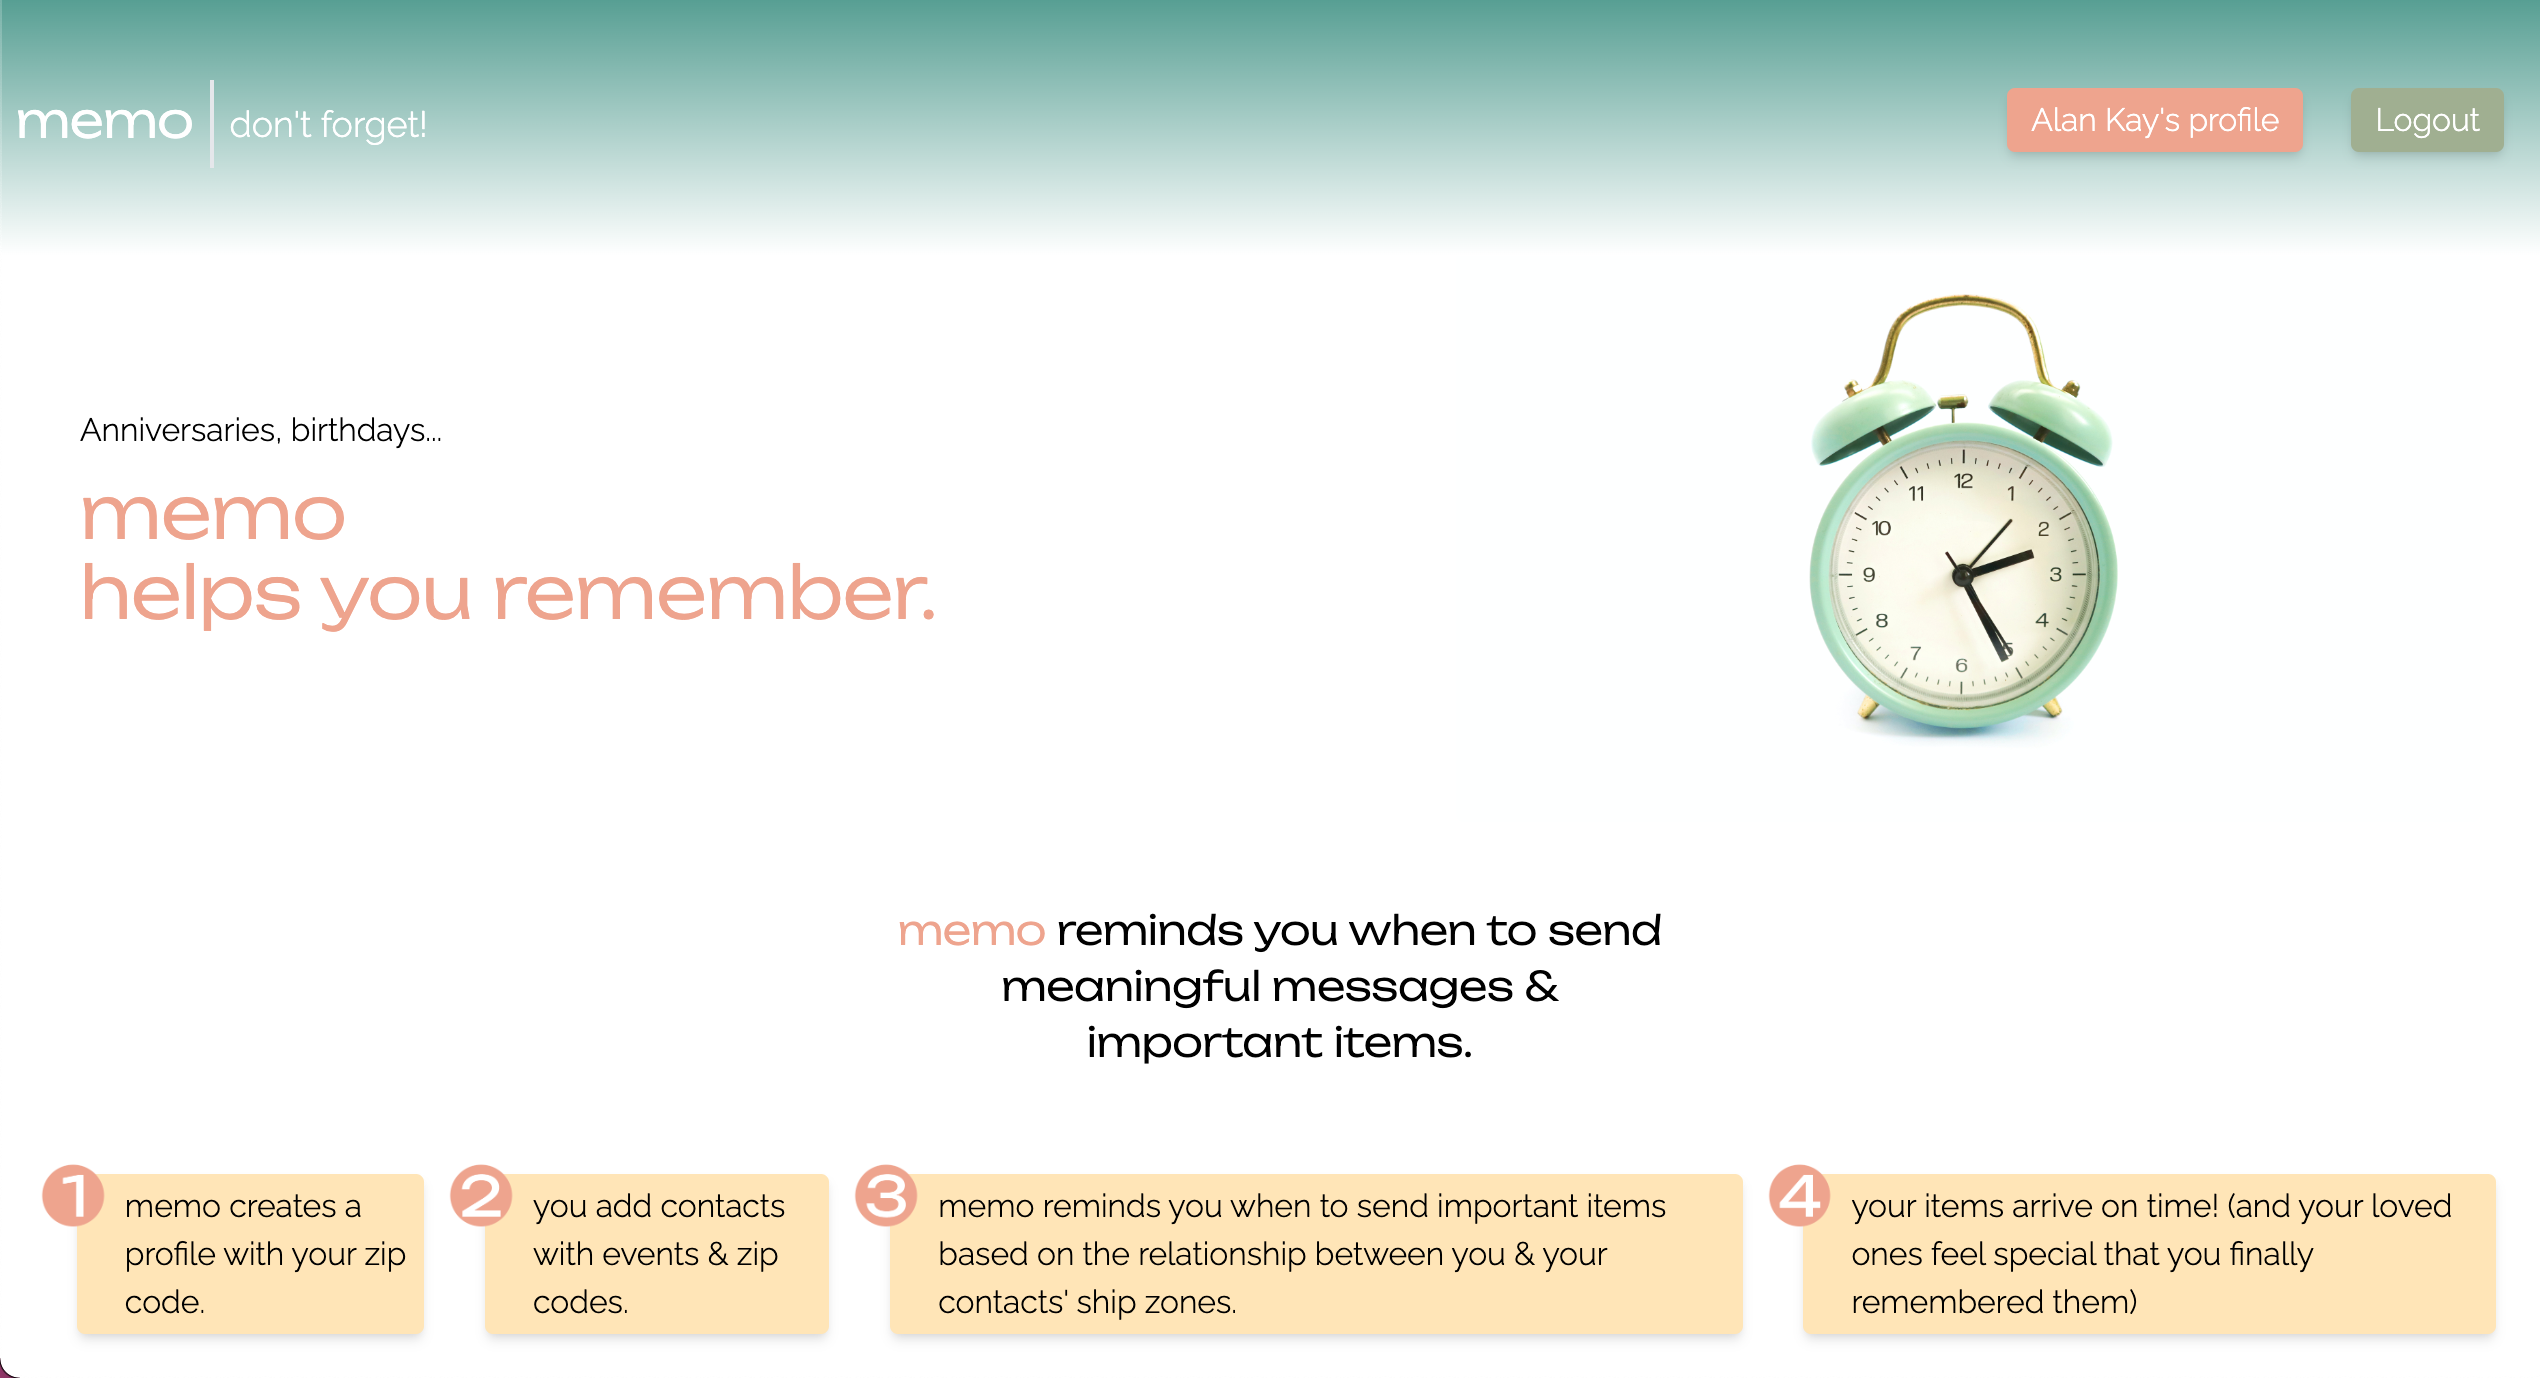 memo
don't forget!
Alan Kay's profile
Logout
Anniversaries, birthdays...
memo
helps you remember.
12
1
2
3
4
5
6
7
8
9
10
11
memo reminds you when to send
meaningful messages &
important items.
1
memo creates a
profile with your zip
code.
2
you add contacts
with events & zip
codes.
3
memo reminds you when to send important items
based on the relationship between you & your
contacts' ship zones.
4
your items arrive on time! (and your loved
ones feel special that you finally
remembered them)